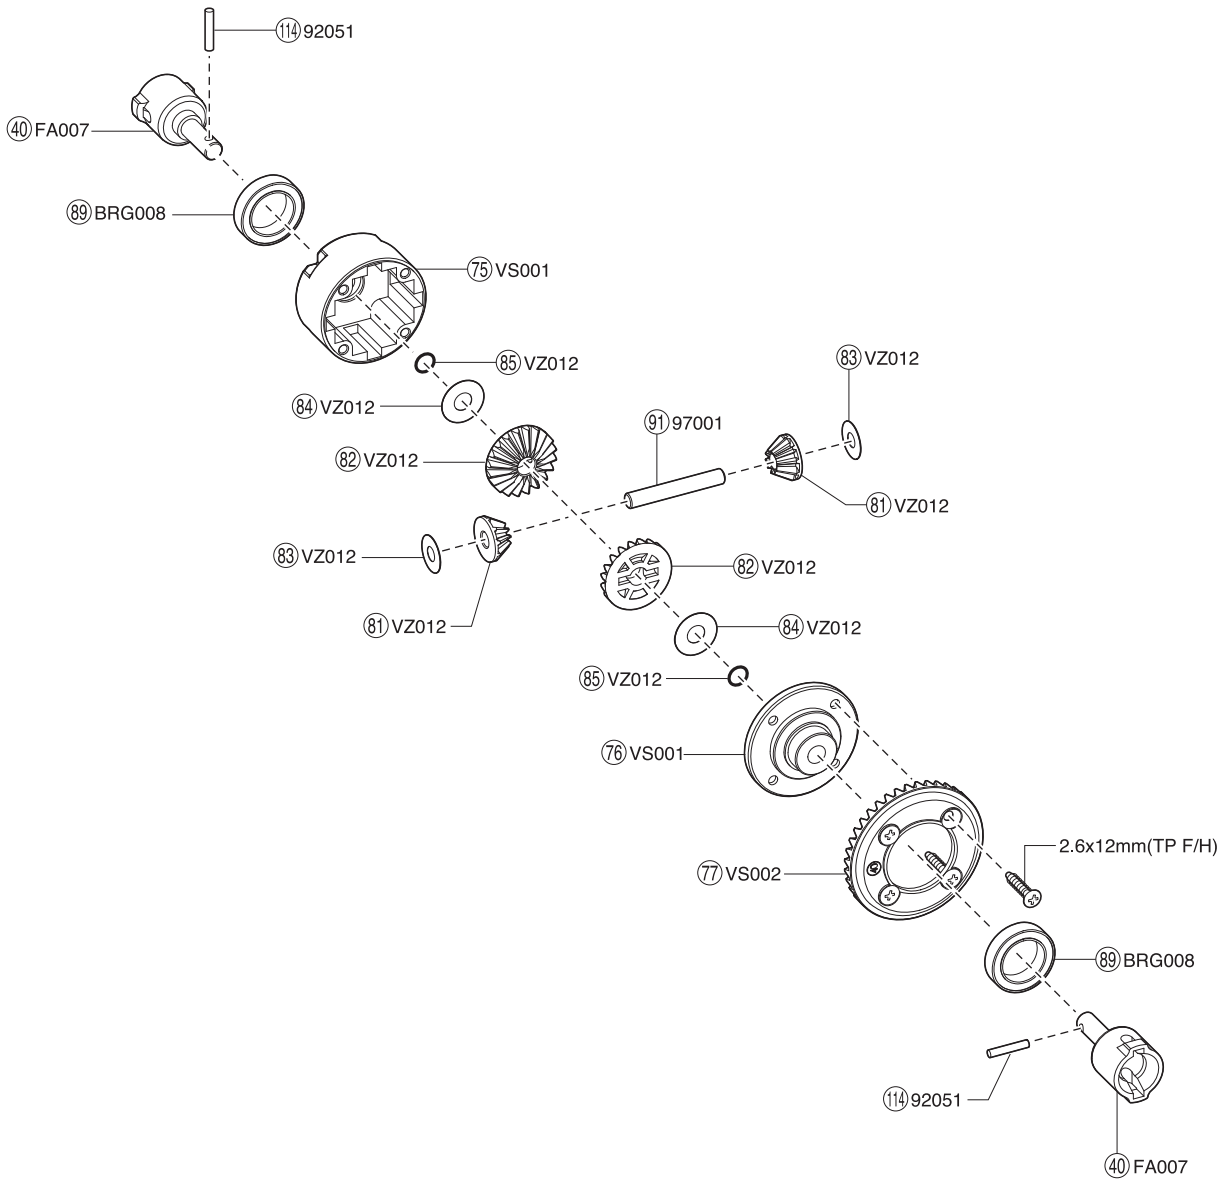 114 92051
40 FA007
89 BRG008
75 VS001
83 VZ012
85 VZ012
84 VZ012
91 97001
82 VZ012
81 VZ012
83 VZ012
82 VZ012
81 VZ012
84 VZ012
85 VZ012
76 VS001
2.6x12mm(TP F/H)
77 VS002
89 BRG008
114 92051
40 FA007